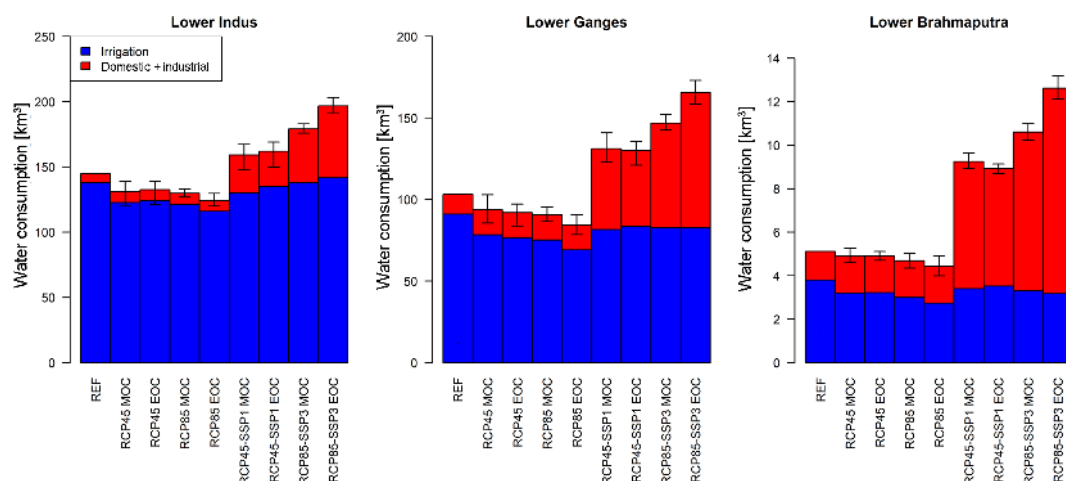 Lower Indus
Water consumption [km³]
250
200
150
100
50
0
Irrigation
Domestic + industrial
REF
RCP45 MOC
RCP45 EOC
RCP85 MOC
RCP85 EOC
RCP45-SSP1 MOC
RCP45-SSP1 EOC
RCP85-SSP3 MOC
RCP85-SSP3 EOC
Lower Ganges
Water consumption [km³]
200
150
100
50
0
REF
RCP45 MOC
RCP45 EOC
RCP85 MOC
RCP85 EOC
RCP45-SSP1 MOC
RCP45-SSP1 EOC
RCP85-SSP3 MOC
RCP85-SSP3 EOC
Lower Brahmaputra
Water consumption [km³]
14
12
10
8
6
4
2
0
REF
RCP45 MOC
RCP45 EOC
RCP85 MOC
RCP85 EOC
RCP45-SSP1 MOC
RCP45-SSP1 EOC
RCP85-SSP3 MOC
RCP85-SSP3 EOC